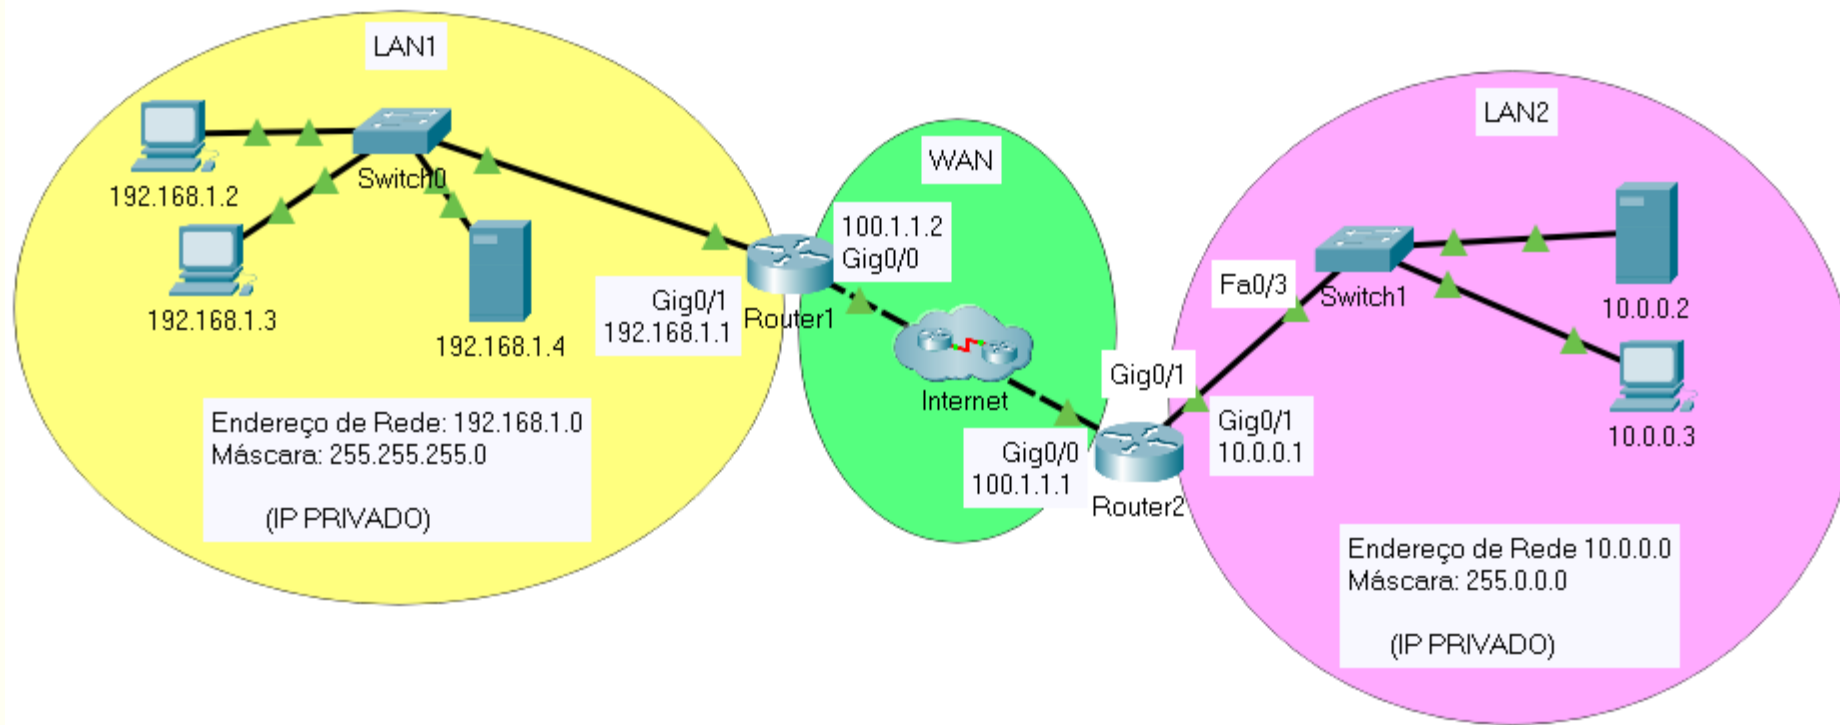 LAN1
192.168.1.2
Switch0
192.168.1.3
192.168.1.4
Gig0/1
192.168.1.1
Router1
Endereço de Rede: 192.168.1.0
Máscara: 255.255.255.0
(IP PRIVADO)
WAN
100.1.1.2
Gig0/0
Internet
Gig0/0
100.1.1.1
Router2
Gig0/1
Gig0/1
10.0.0.1
LAN2
Fa0/3
Switch1
10.0.0.2
10.0.0.3
Endereço de Rede 10.0.0.0
Máscara: 255.0.0.0
(IP PRIVADO)